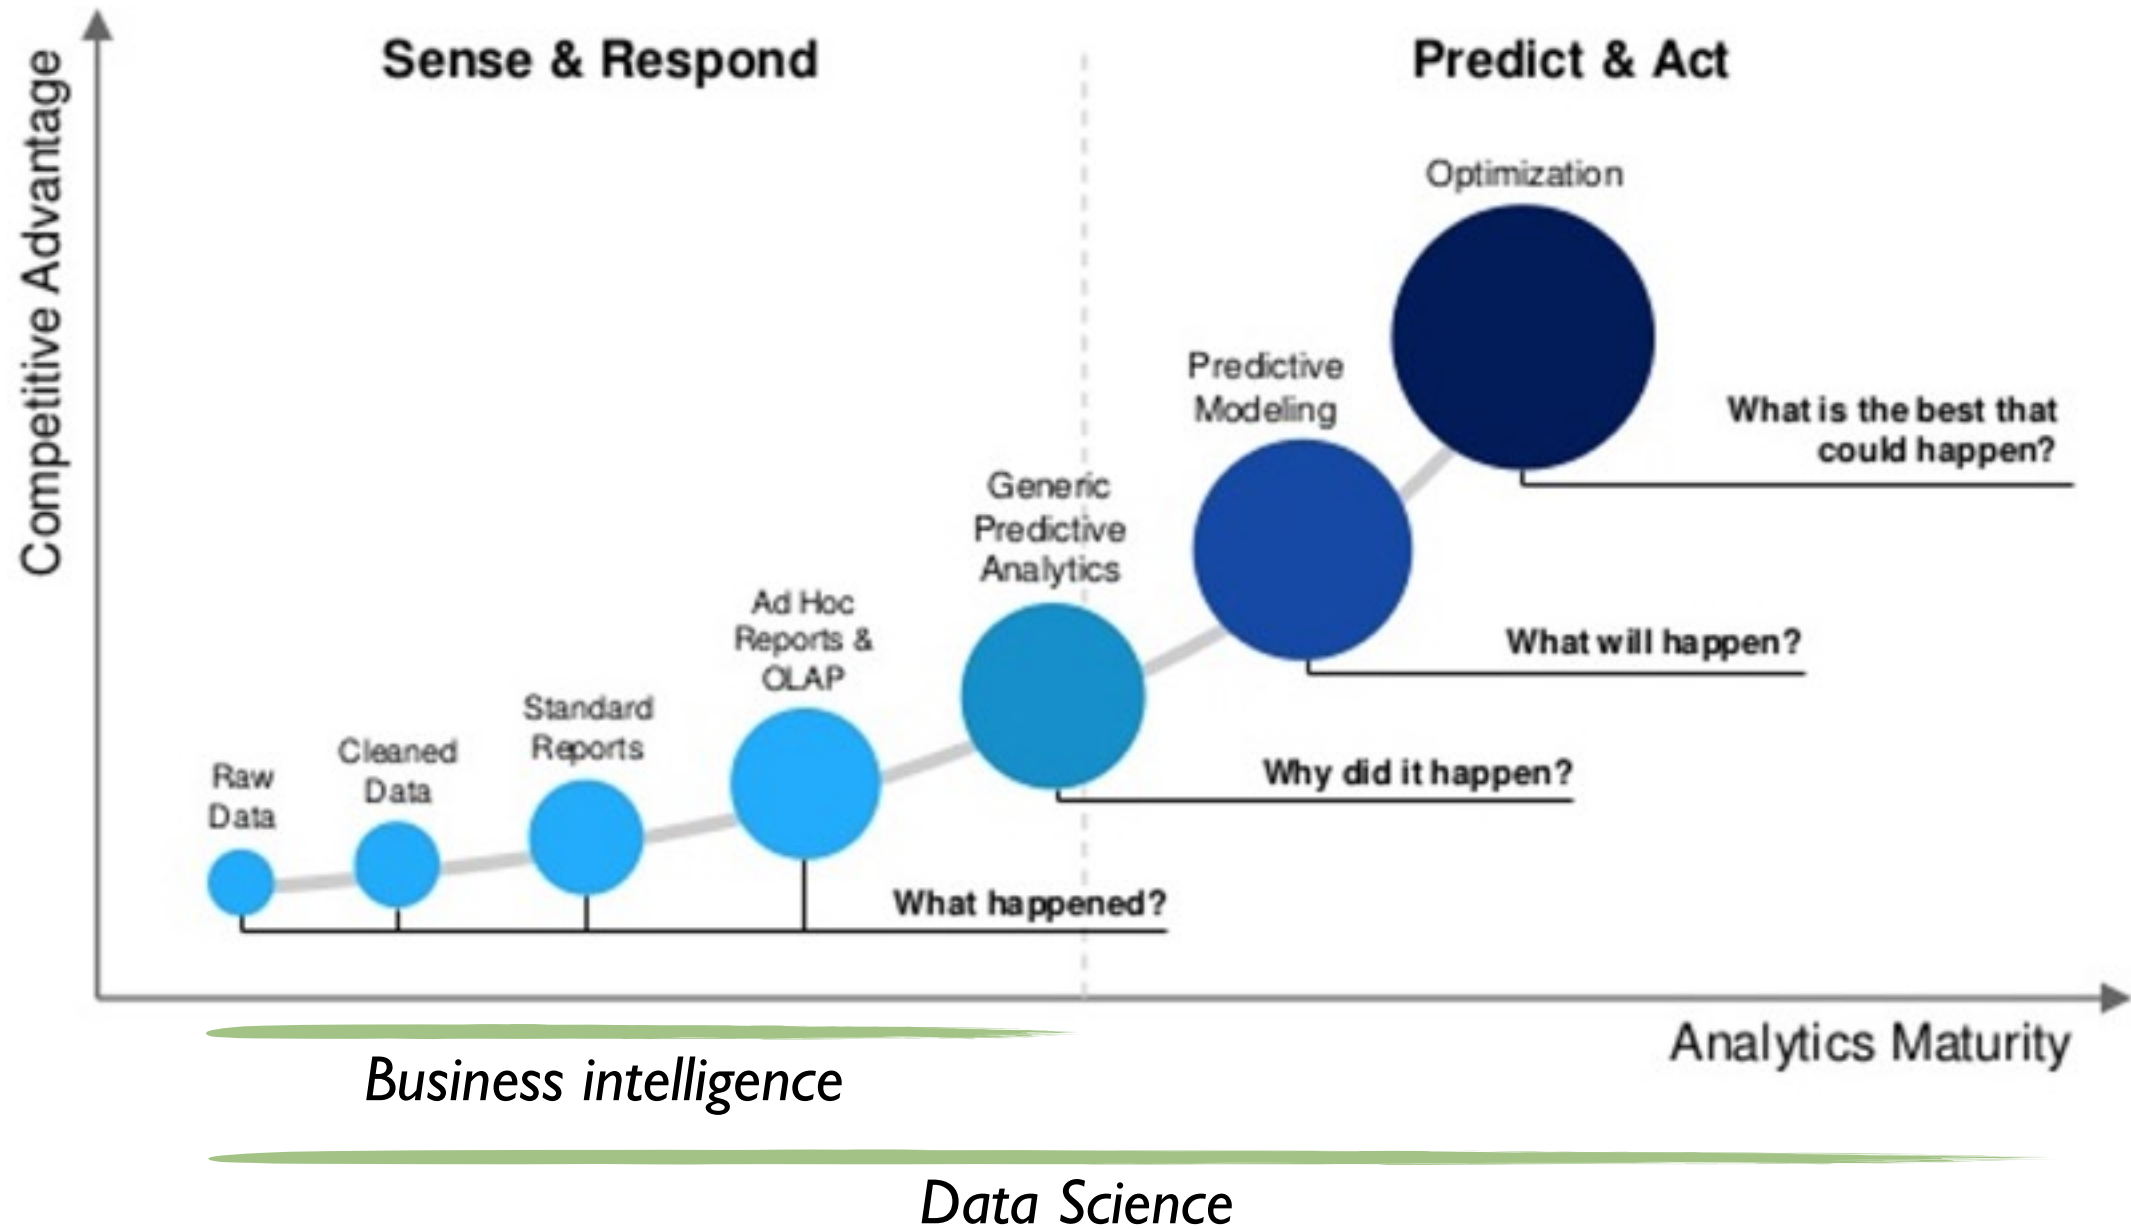 Sense & Respond
Predict & Act
Competitive Advantage
Optimization
Predictive
Modeling
What is the best that
could happen?
Generic
Predictive
Analytics
What will happen?
Ad Hoc
Reports &
OLAP
Why did it happen?
Standard
Reports
Cleaned
Data
Raw
Data
What happened?
Analytics Maturity
Business intelligence
Data Science